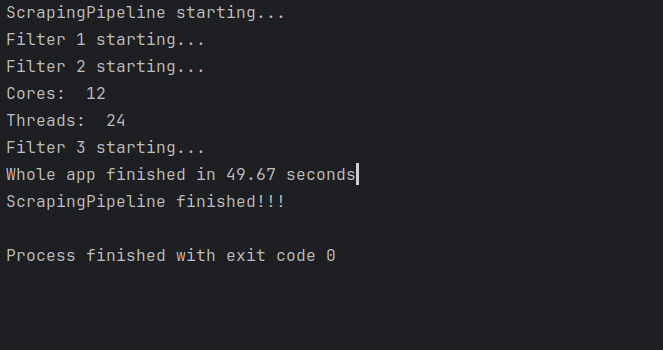 ScrapingPipeline starting...
Filter 1 starting...
Filter 2 starting...
Cores:  12
Threads:  24
Filter 3 starting...
Whole app finished in 49.67 seconds
ScrapingPipeline finished!!!
Process finished with exit code 0